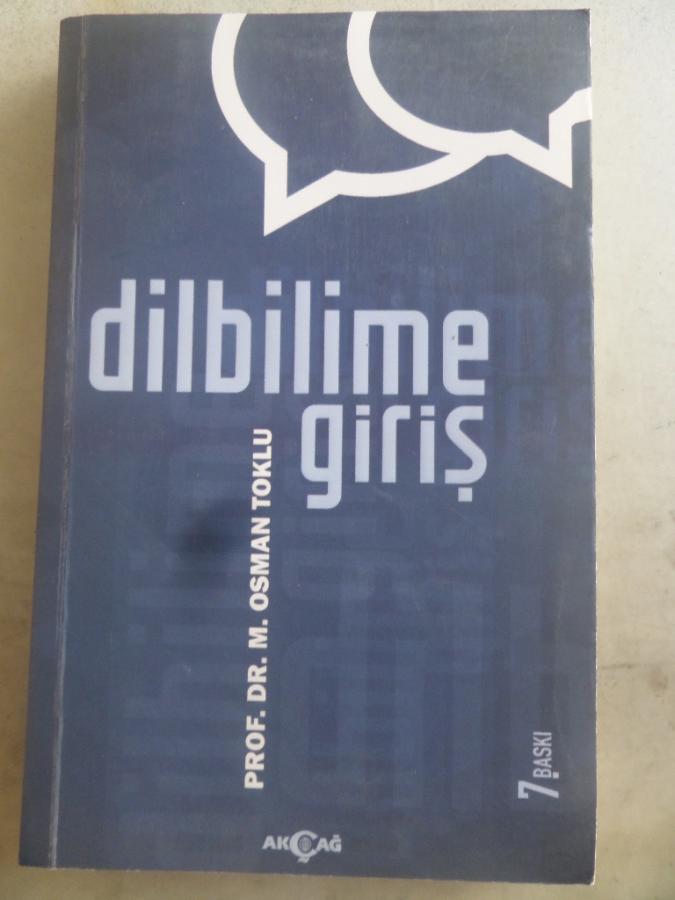 dilbilime
giriş
PROF. DR. M. OSMAN TOKLU
7. BASKI
AKÇAĞ